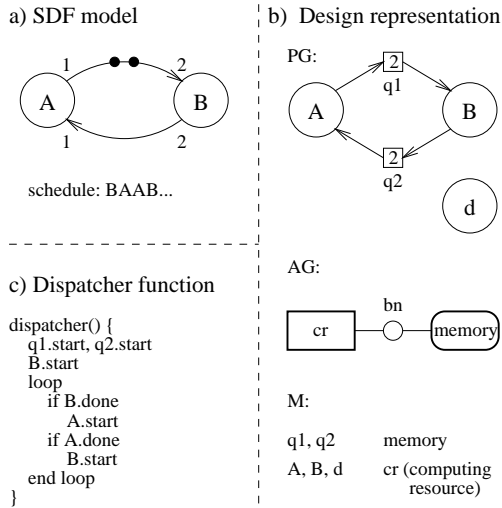 a) SDF model
1
2
A
B
1
2
schedule: BAAB...
c) Dispatcher function
dispatcher() {
q1.start, q2.start
B.start
loop
if B.done
A.start
if A.done
B.start
end loop
}
b) Design representation
PG:
2
q1
A
B
2
q2
d
AG:
bn
cr
memory
M:
q1, q2 memory
A, B, d cr (computing
resource)